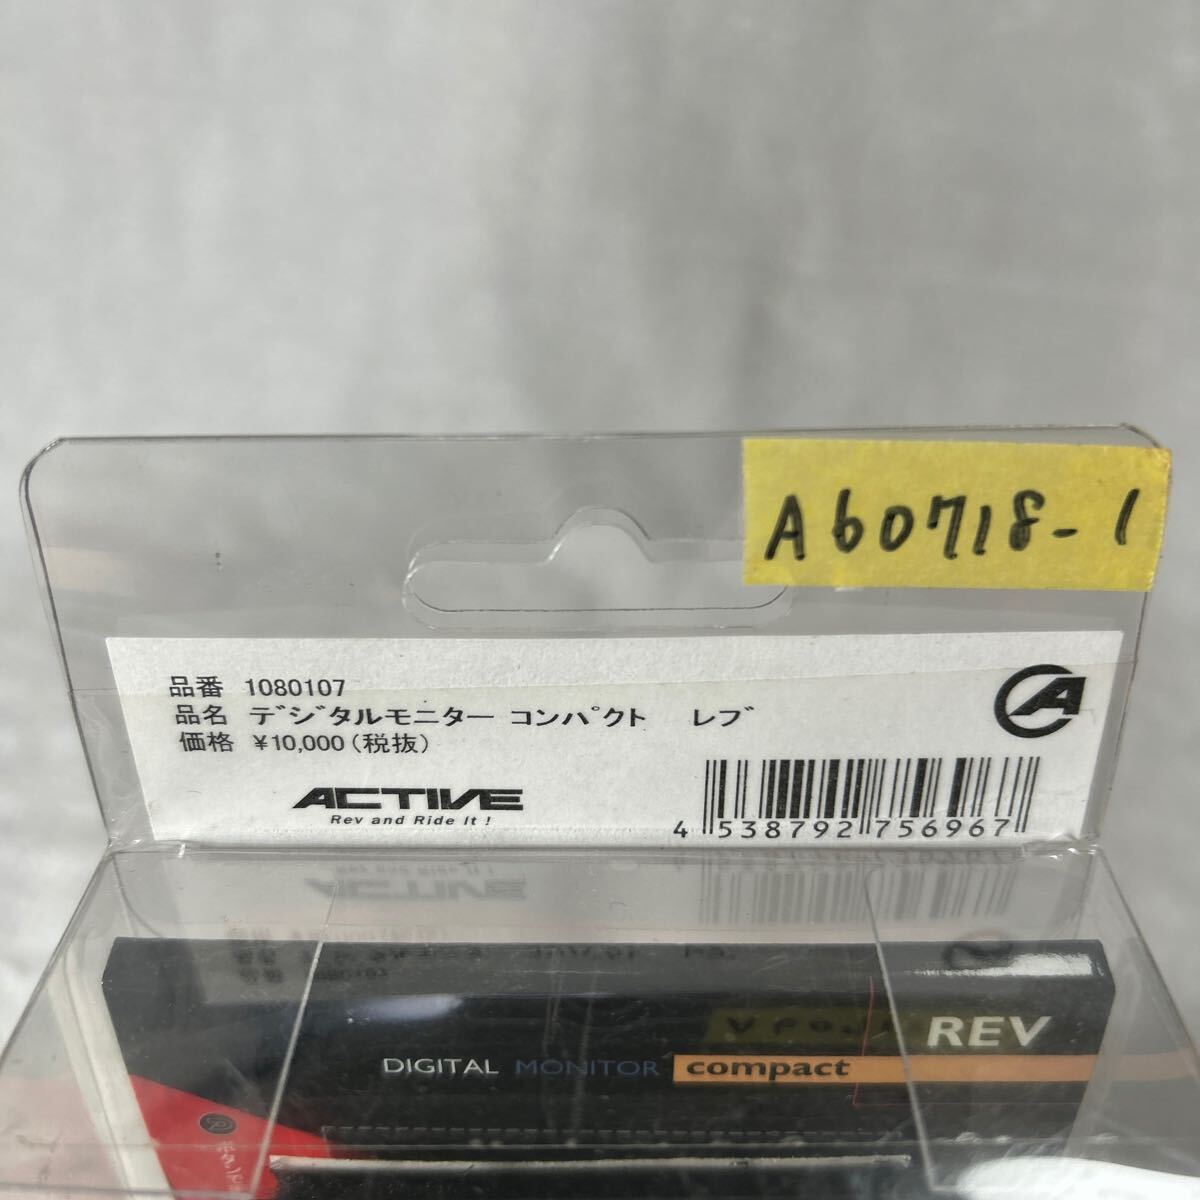 A60718-1
品番 1080107
品名 デジタルモニター コンパクト レブ
価格 ¥10,000(税抜)
ACTIVE
Rev and Ride It !
4 538792 756967
REV
DIGITAL MONITOR compact